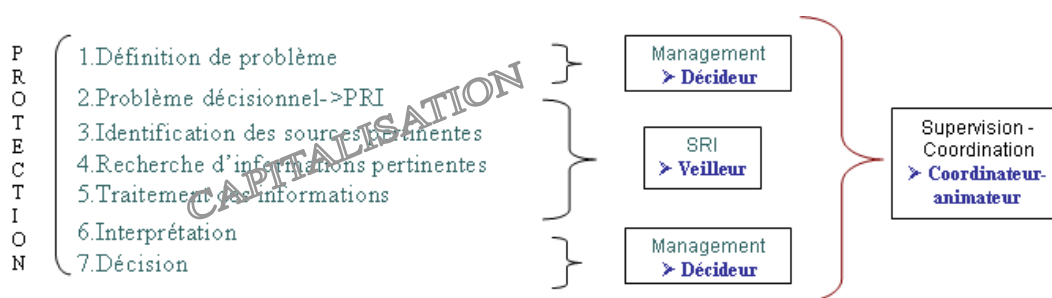 PROTECTION
1.Définition de problème
2.Problème décisionnel->PRI
3.Identification des sources pertinentes
4.Recherche d'informations pertinentes
5.Traitement des informations
6.Interprétation
7.Décision
CAPITALISATION
Management
➢ Décideur
SRI
➢ Veilleur
Management
➢ Décideur
Supervision -
Coordination
➢ Coordinateur-
animateur